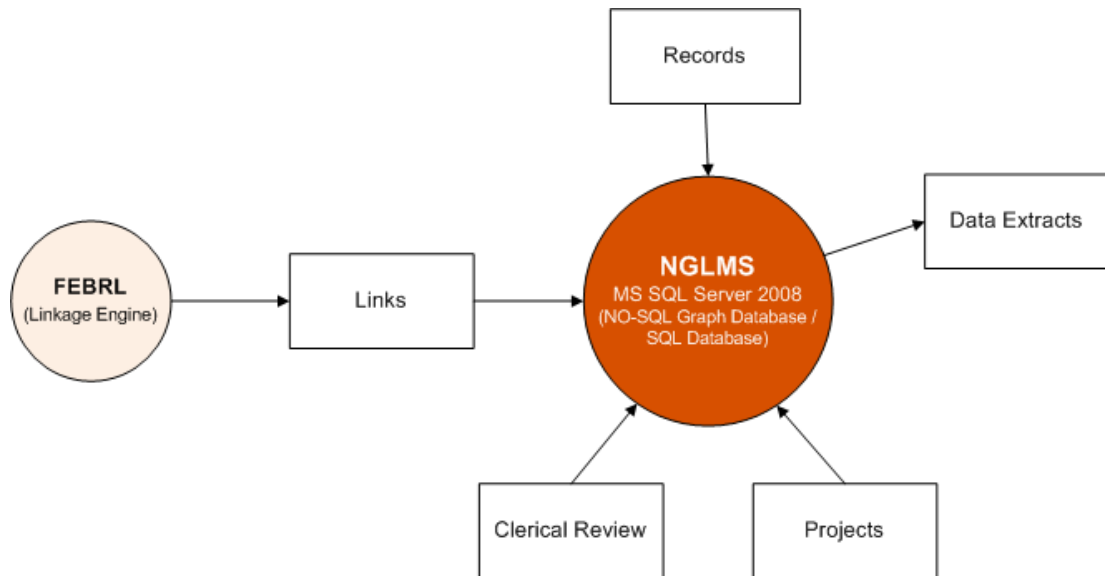 Records
Data Extracts
FEBRL
(Linkage Engine)
Links
NGLMS
MS SQL Server 2008
(NO-SQL Graph Database /
SQL Database)
Clerical Review
Projects